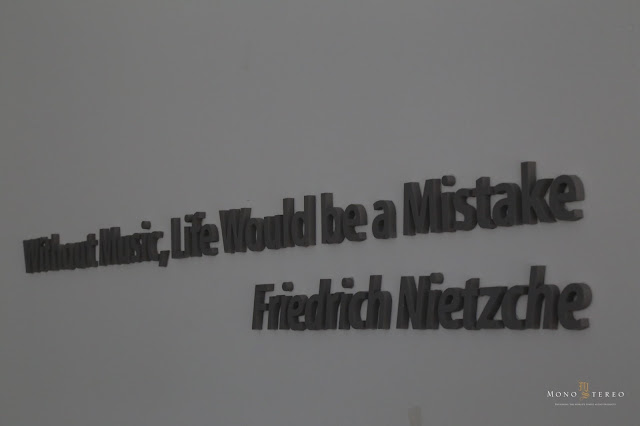 Without Music, Life Would be a Mistake
Friedrich Nietzche
MONO STEREO